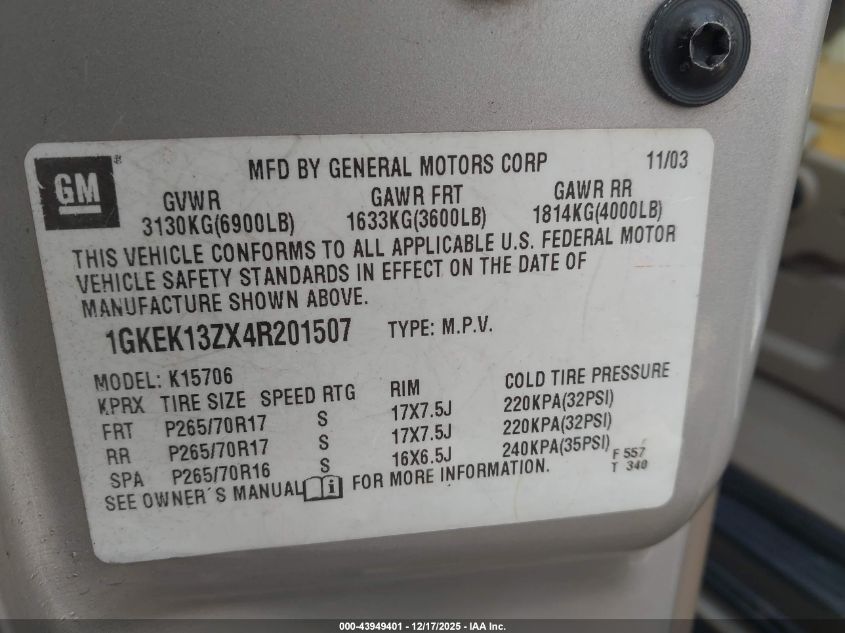 GM ®
MFD BY GENERAL MOTORS CORP 11/03
GVWR GAWR FRT GAWR RR
3130KG(6900LB) 1633KG(3600LB) 1814KG(4000LB)
THIS VEHICLE CONFORMS TO ALL APPLICABLE U.S. FEDERAL MOTOR
VEHICLE SAFETY STANDARDS IN EFFECT ON THE DATE OF
MANUFACTURE SHOWN ABOVE.
1GKEK13ZX4R201507 TYPE: M.P.V.
MODEL: K15706
KPRX TIRE SIZE SPEED RTG RIM COLD TIRE PRESSURE
FRT P265/70R17 S 17X7.5J 220KPA(32PSI)
RR P265/70R17 S 17X7.5J 220KPA(32PSI)
SPA P265/70R16 S 16X6.5J 240KPA(35PSI) F 557
T 340
SEE OWNER´S MANUAL i FOR MORE INFORMATION.
000-43949401 - 12/17/2025 - IAA Inc.